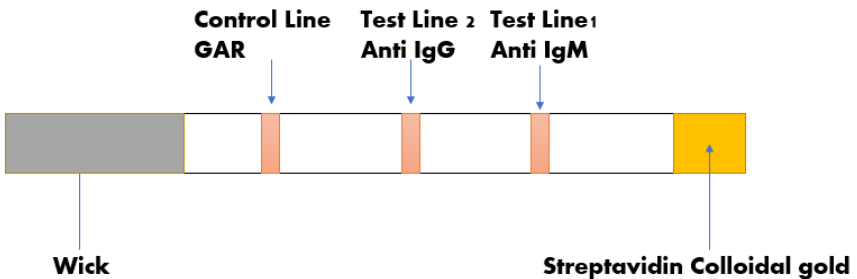 Control Line
GAR
Test Line 2
Anti IgG
Test Line1
Anti IgM
Wick
Streptavidin Colloidal gold